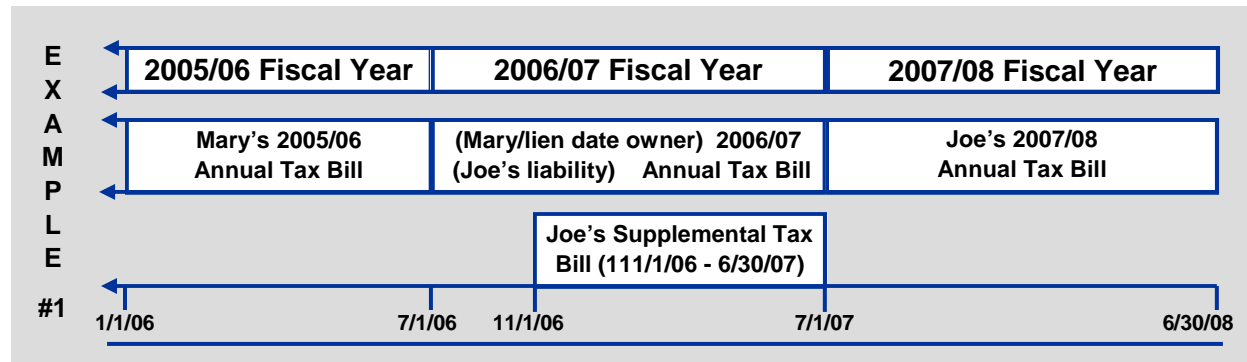 EXAMPLE
#1
2005/06 Fiscal Year
2006/07 Fiscal Year
2007/08 Fiscal Year
Mary’s 2005/06
Annual Tax Bill
(Mary/lien date owner) 2006/07
(Joe’s liability) Annual Tax Bill
Joe’s 2007/08
Annual Tax Bill
Joe’s Supplemental Tax
Bill (111/1/06 - 6/30/07)
1/1/06
7/1/06
11/1/06
7/1/07
6/30/08